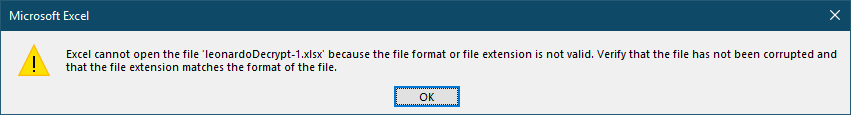 Microsoft Excel
Excel cannot open the file 'leonardoDecrypt-1.xlsx' because the file format or file extension is not valid. Verify that the file has not been corrupted and
that the file extension matches the format of the file.
OK